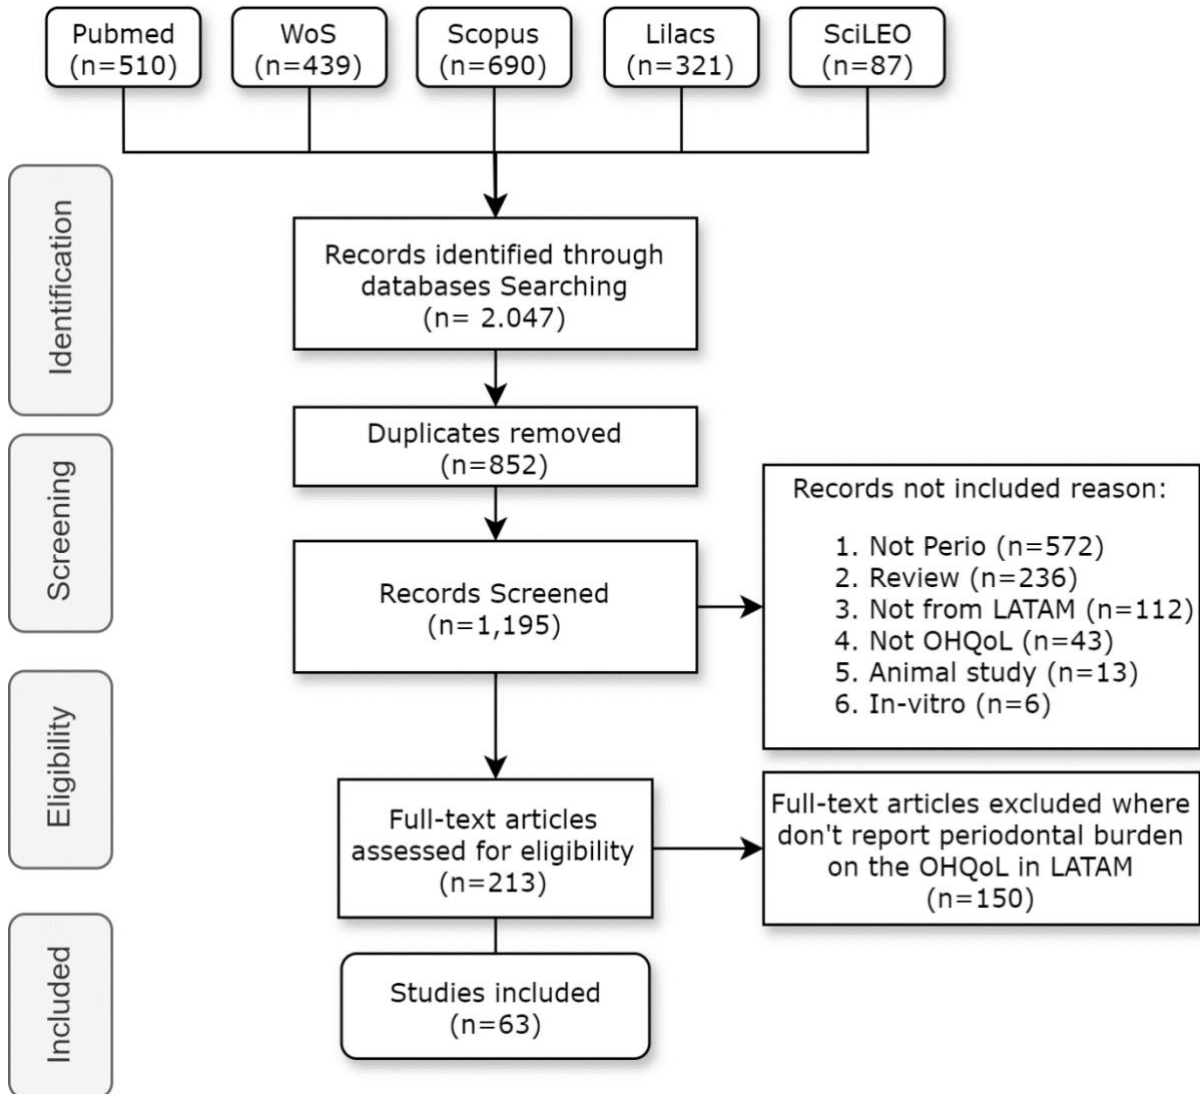 Pubmed
(n=510)
WoS
(n=439)
Scopus
(n=690)
Lilacs
(n=321)
SciLEO
(n=87)
Identification
Records identified through
databases Searching
(n= 2.047)
Duplicates removed
(n=852)
Screening
Records Screened
(n=1,195)
Records not included reason:
1. Not Perio (n=572)
2. Review (n=236)
3. Not from LATAM (n=112)
4. Not OHQoL (n=43)
5. Animal study (n=13)
6. In-vitro (n=6)
Eligibility
Full-text articles
assessed for eligibility
(n=213)
Full-text articles excluded where
don't report periodontal burden
on the OHQoL in LATAM
(n=150)
Included
Studies included
(n=63)